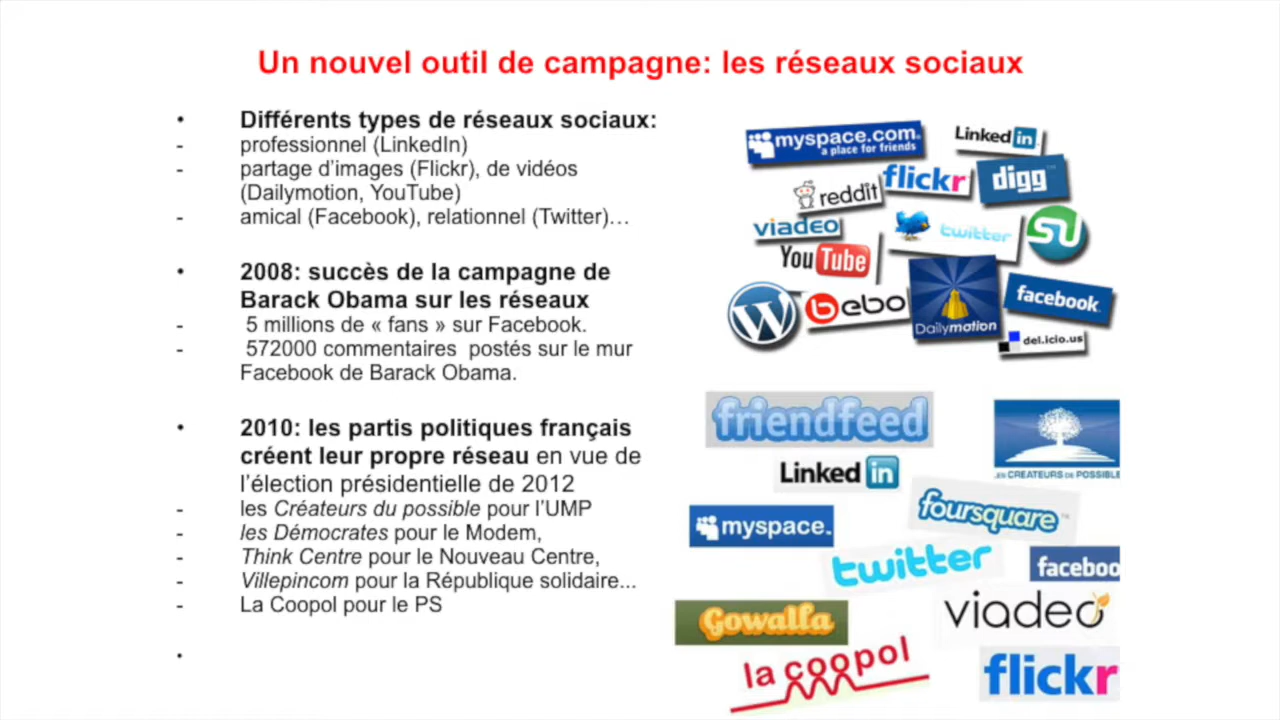 Un nouvel outil de campagne: les réseaux sociaux
• Différents types de réseaux sociaux:
- professionnel (LinkedIn)
- partage d'images (Flickr), de vidéos
(Dailymotion, YouTube)
- amical (Facebook), relationnel (Twitter)…
• 2008: succès de la campagne de
Barack Obama sur les réseaux
- 5 millions de « fans » sur Facebook.
- 572000 commentaires postés sur le mur
Facebook de Barack Obama.
• 2010: les partis politiques français
créent leur propre réseau en vue de
l'élection présidentielle de 2012
- les Créateurs du possible pour l'UMP
- les Démocrates pour le Modem,
- Think Centre pour le Nouveau Centre,
- Villepincom pour la République solidaire...
- La Coopol pour le PS
•
myspace.com.
a place for friends
Linked in
reddit
flickr
digg
viadeo
twitter
SU
You Tube
W
bebo
Dailymotion
facebook.
del.icio.us
friendfeed
LES CREATEURS DE POSSIBLE
Linked in
foursquare
myspace.
twitter
faceboo
Gowalla
viadeo
la coopol
flickr